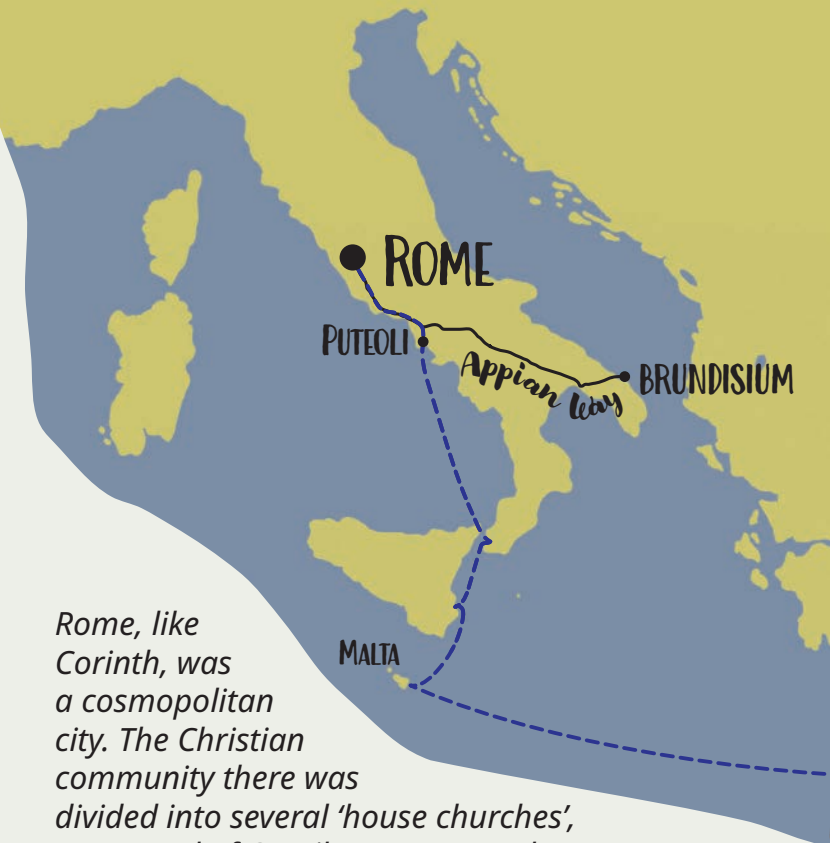 ROME
PUTEOLI
Appian Way
BRUNDISIUM
MALTA
Rome, like
Corinth, was
a cosmopolitan
city. The Christian
community there was
divided into several ‘house churches’,